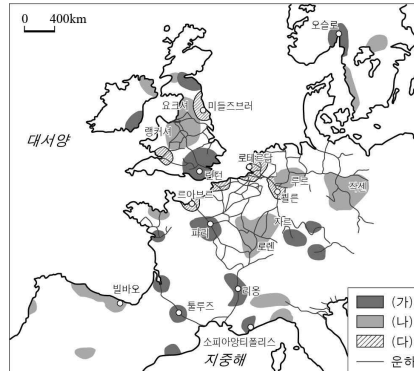 0 400km
오슬로
요크셔
미들즈브러
랭커셔
대서양
로테르담
런던
루르
작센
쾰른
르아브르
자르
파리
로렌
빌바오
리옹
툴루즈
소피아앙티폴리스
지중해
(가)
(나)
(다)
운하